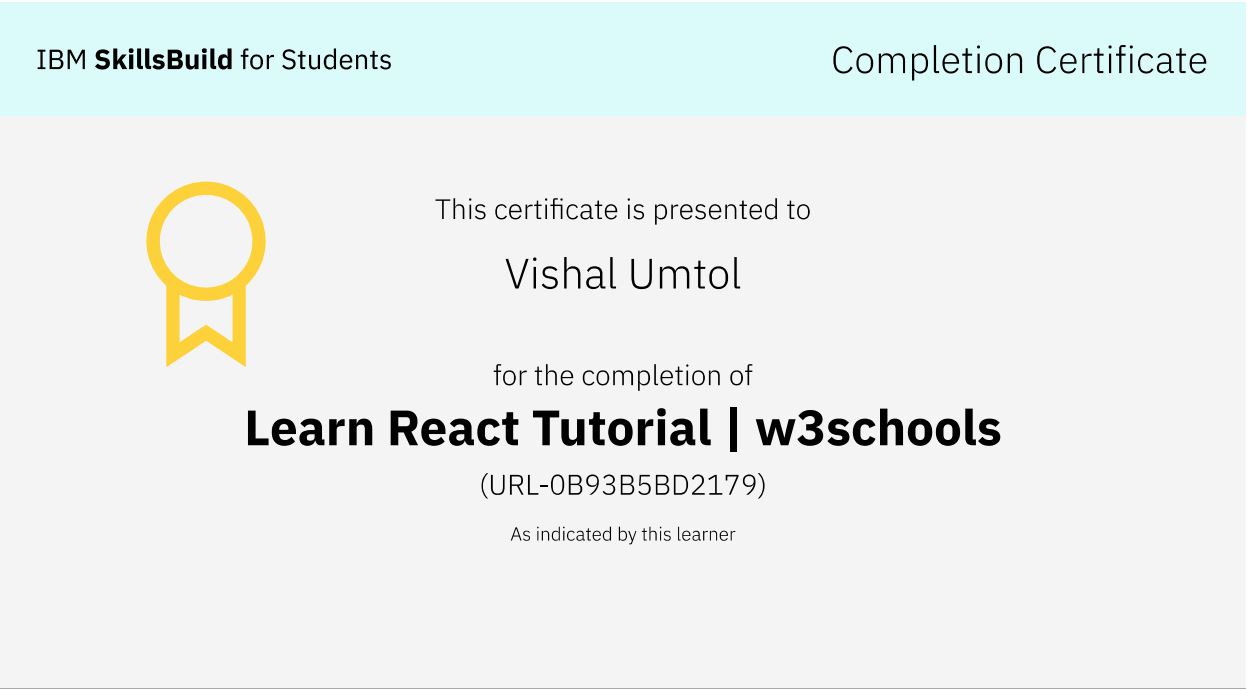 IBM SkillsBuild for Students
Completion Certificate
This certificate is presented to
Vishal Umtol
for the completion of
Learn React Tutorial | w3schools
(URL-0B93B5BD2179)
As indicated by this learner